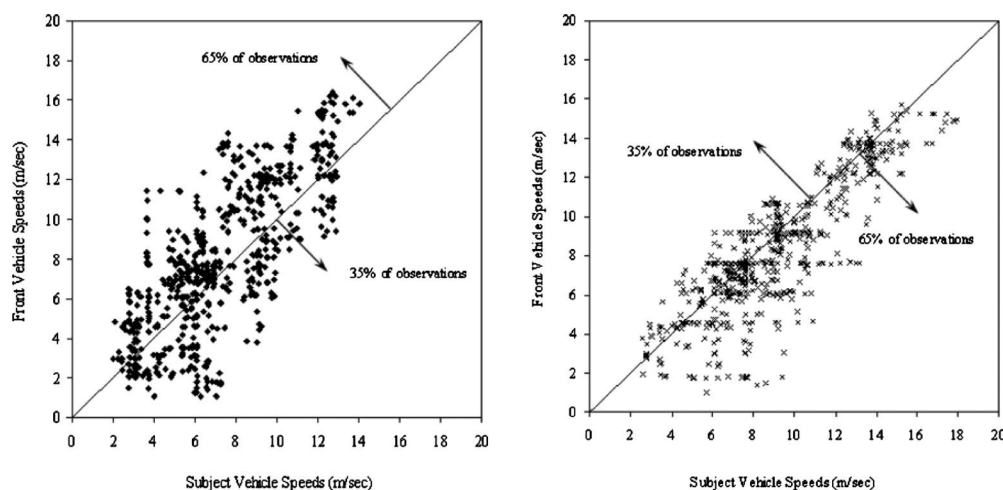 20
18
16
14
12
10
8
6
4
2
0
Front Vehicle Speeds (m/sec)
65% of observations
35% of observations
0 2 4 6 8 10 12 14 16 18 20
Subject Vehicle Speeds (m/sec)
20
18
16
14
12
10
8
6
4
2
0
Front Vehicle Speeds (m/sec)
35% of observations
65% of observations
0 2 4 6 8 10 12 14 16 18 20
Subject Vehicle Speeds (m/sec)